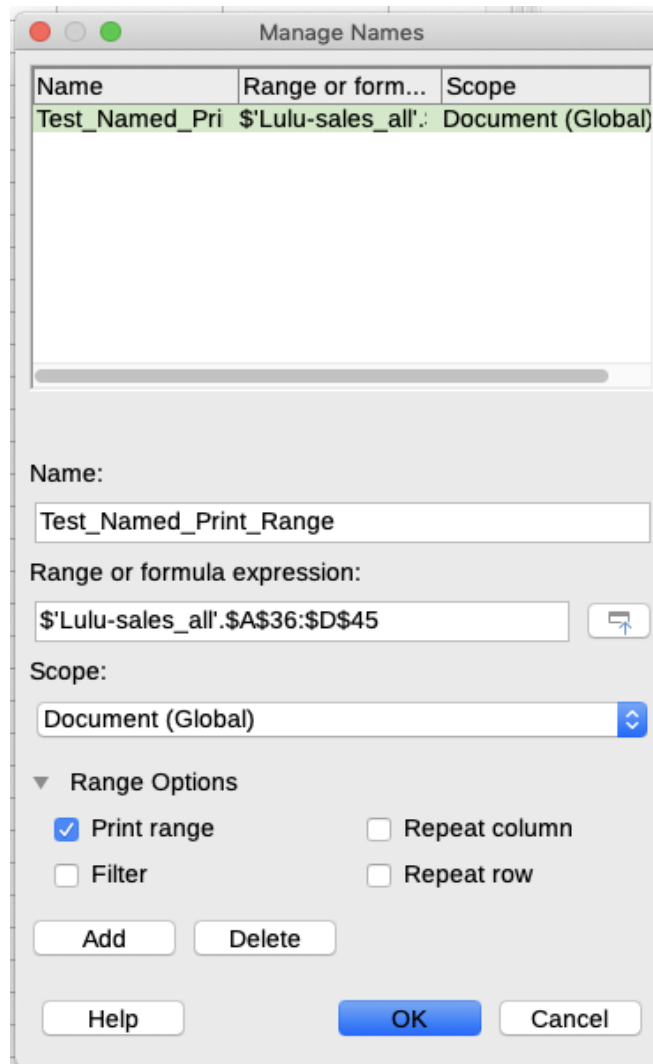 Manage Names
Name Range or form... Scope
Test_Named_Pri $'Lulu-sales_all'.: Document (Global)
Name:
Test_Named_Print_Range
Range or formula expression:
$'Lulu-sales_all'.$A$36:$D$45
Scope:
Document (Global)
Range Options
Print range Repeat column
Filter Repeat row
Add Delete
Help OK Cancel